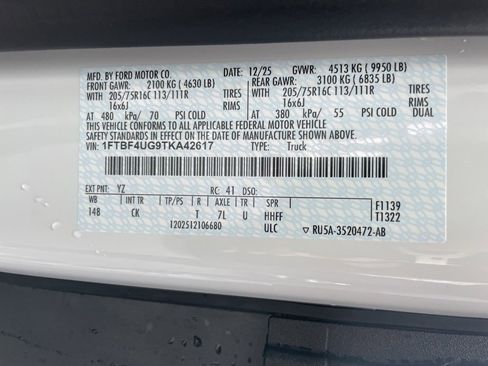 MFD. BY FORD MOTOR CO. 12/25 GVWR: 4513 KG ( 9950 LB)
FRONT GAWR: 2100 KG ( 4630 LB) REAR GAWR: 3100 KG ( 6835 LB)
WITH 205/75R16C 113/111R TIRES WITH 205/75R16C 113/111R TIRES
16x6J RIMS 16x6J RIMS
AT 480 kPa/ 70 PSI COLD AT 380 kPa/ 55 PSI COLD DUAL
THIS VEHICLE CONFORMS TO ALL APPLICABLE FEDERAL MOTOR VEHICLE
SAFETY STANDARDS IN EFFECT ON THE DATE OF MANUFACTURE SHOWN ABOVE.
VIN: 1FTBF4UG9TKA42617 TYPE: Truck
EXT PNT: YZ RC: 41 DSO:
WB INT TR TP/PS R AXLE TR SPR F1139
148 CK T 7L U HHFF T1322
1202512106680 ULC ▽ RU5A-3520472-AB